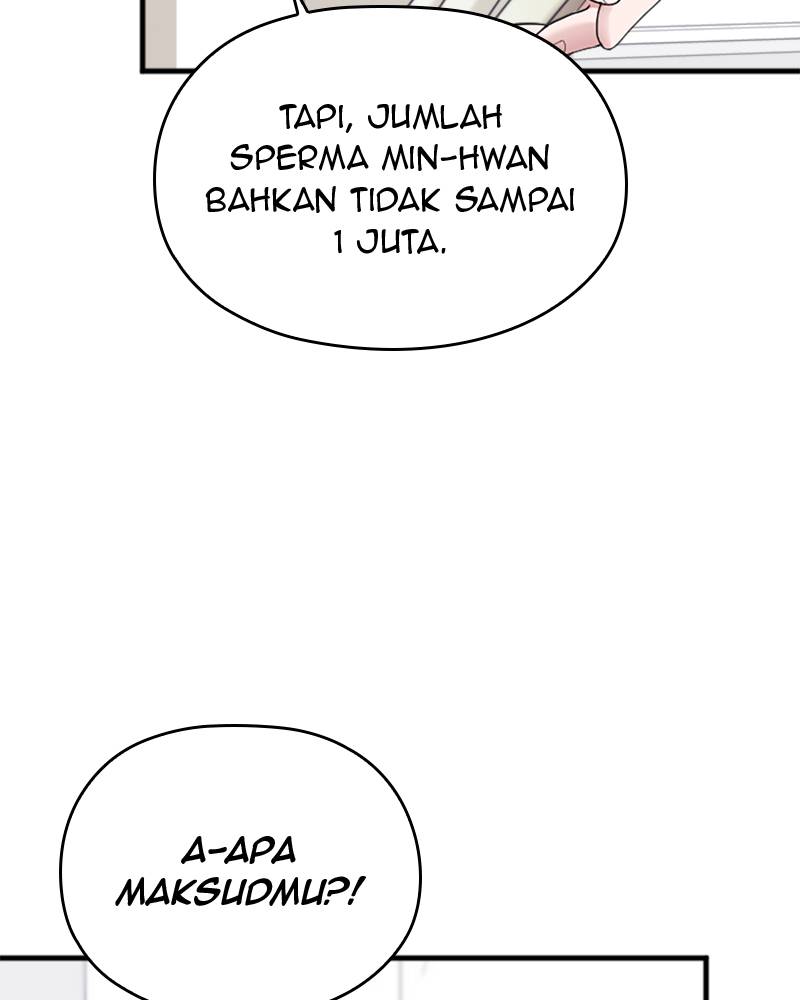 TAPI, JUMLAH
SPERMA MIN-HWAN
BAHKAN TIDAK SAMPAI
1 JUTA.
A-APA
MAKSUDMU?!